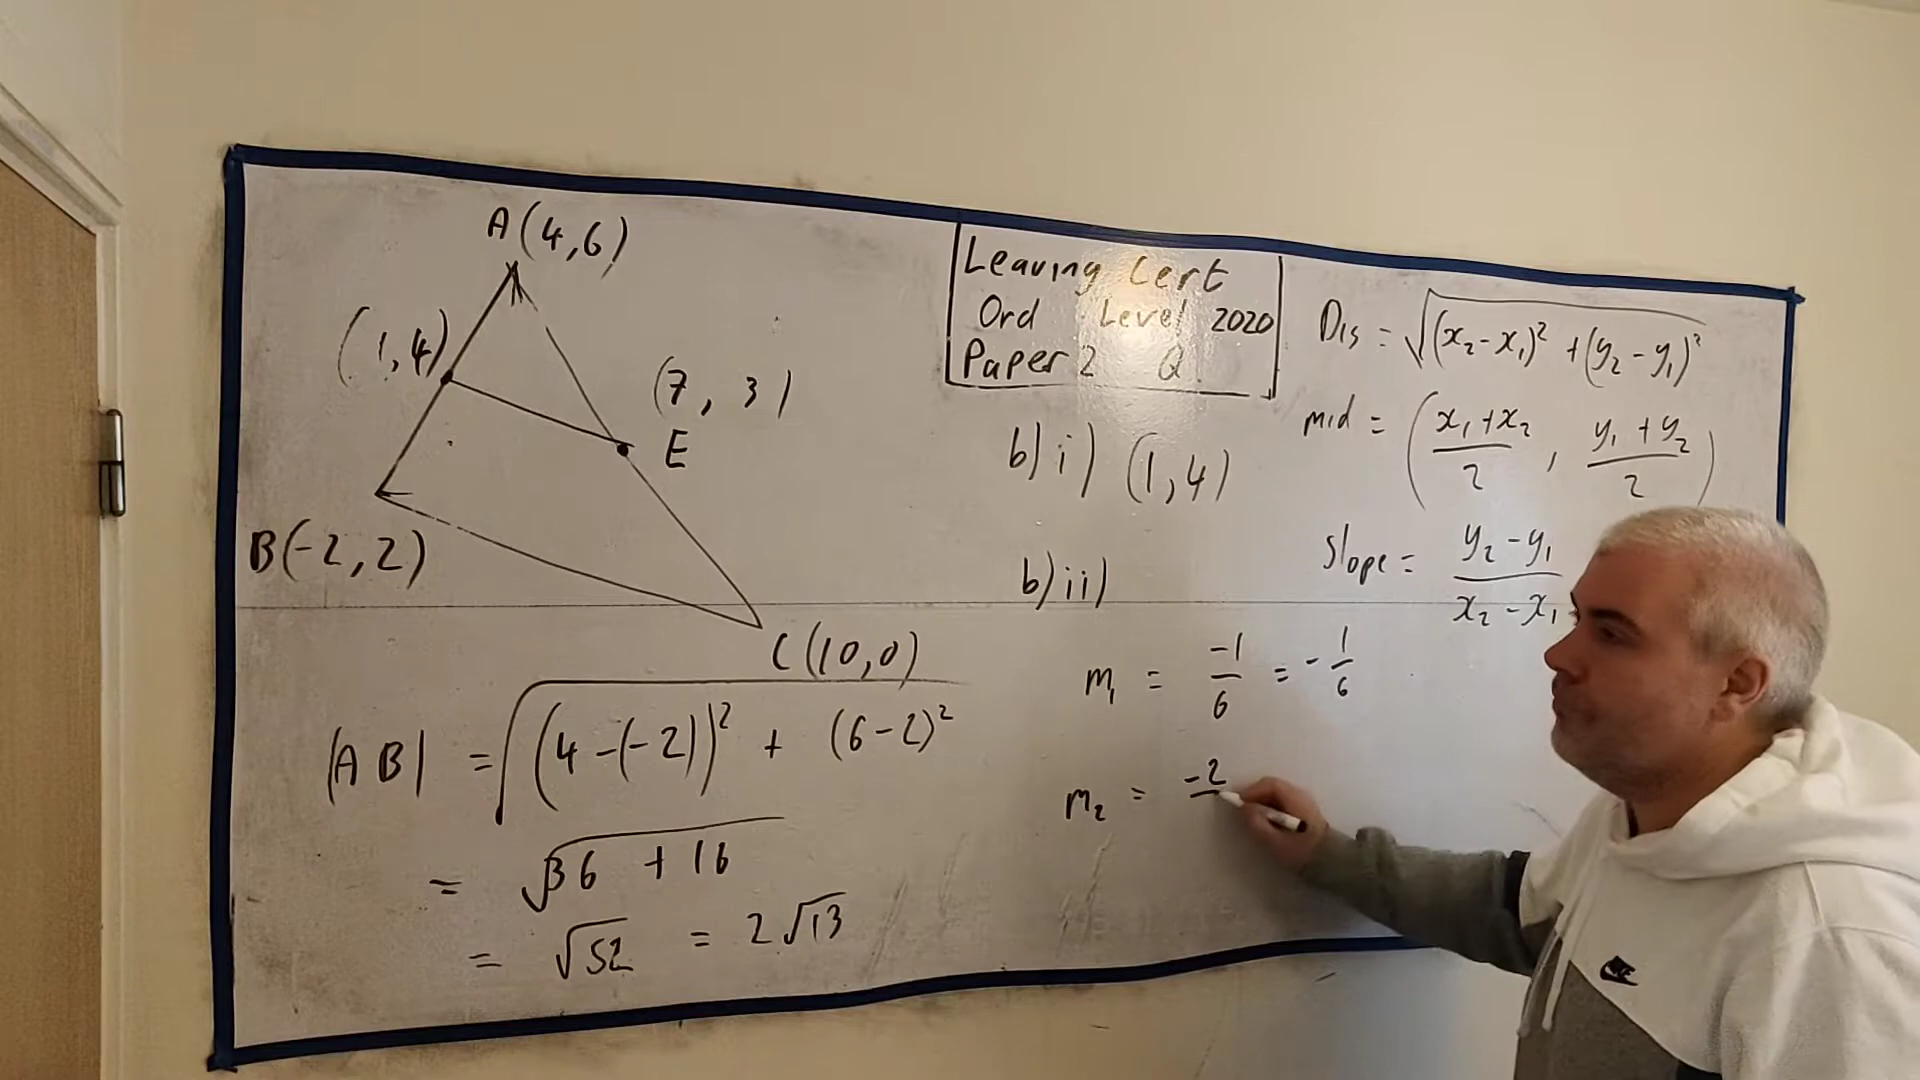 A(4,6)
(1,4)
(7, 3)
E
B(-2,2)
C(10,0)
|AB| = √(4-(-2))² + (6-2)²
= √36 + 16
= √52 = 2√13
Leaving Cert
Ord Level 2020
Paper 2 Q
b)i) (1,4)
b)ii)
m₁ = -1/6 = -1/6
m₂ = -2
Dis = √(x₂-x₁)² + (y₂-y₁)²
mid = (x₁+x₂/2, y₁+y₂/2)
Slope = y₂-y₁/x₂-x₁